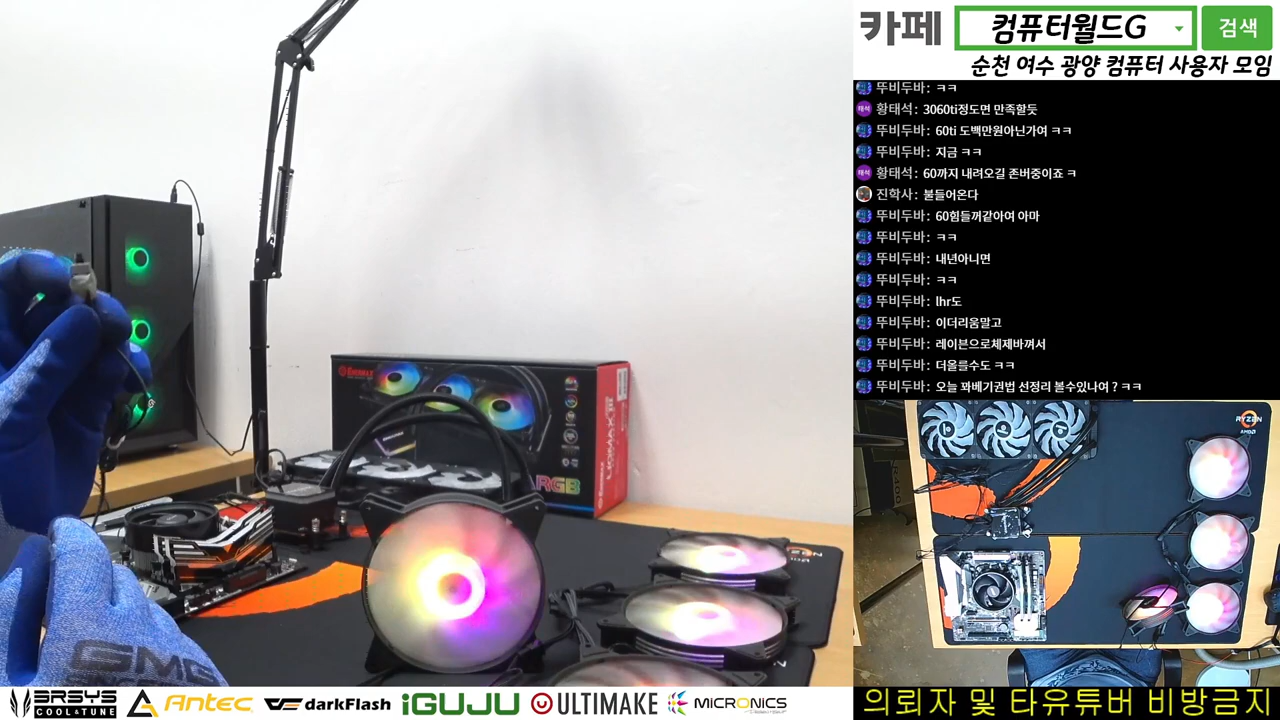 카페 컴퓨터월드G 검색
순천 여수 광양 컴퓨터 사용자 모임
뚜비두바: ㅋㅋ
황태석: 3060ti정도면 만족할듯
뚜비두바: 60ti 도백만원아닌가여 ㅋㅋ
뚜비두바: 지금 ㅋㅋ
황태석: 60까지 내려오길 존버중이죠 ㅋ
진학사: 불들어온다
뚜비두바: 60힘들꺼같아여 아마
뚜비두바: ㅋㅋ
뚜비두바: 내년아니면
뚜비두바: ㅋㅋ
뚜비두바: lhr도
뚜비두바: 이더리움말고
뚜비두바: 레이븐으로체제바껴서
뚜비두바: 더올를수도 ㅋㅋ
뚜비두바: 오늘 꽈베기권법 선정리 볼수있나여 ? ㅋㅋ
ENERMAX
RGB
RYZEN
AMD
GMG
3RSYS
COOL & TUNE
Antec
darkFlash
iGUJU
ULTIMAKE
MICRONICS
의뢰자 및 타유튜버 비방금지